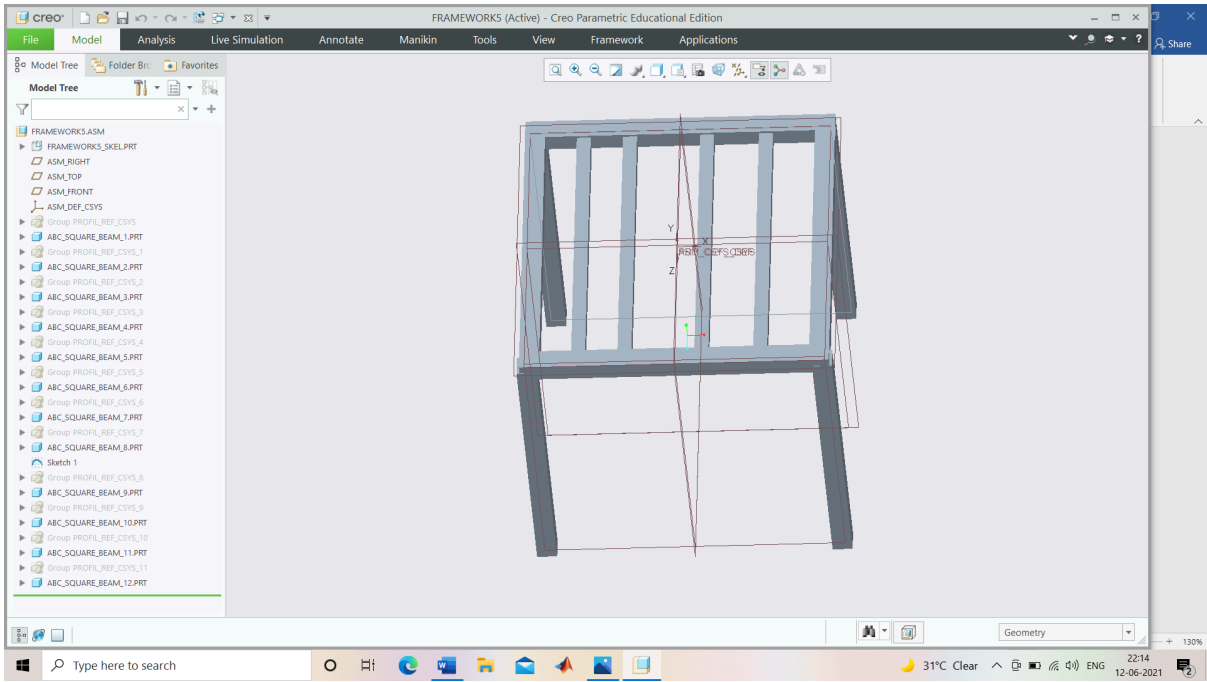 creo
FRAMEWORK5 (Active) - Creo Parametric Educational Edition
Share
File Model Analysis Live Simulation Annotate Manikin Tools View Framework Applications
Model Tree Folder Bro Favorites
Model Tree
FRAMEWORK5.ASM
FRAMEWORK5_SKEL.PRT
ASM_RIGHT
ASM_TOP
ASM_FRONT
ASM_DEF_CSYS
Group PROFIL_REF_CSYS
ABC_SQUARE_BEAM_1.PRT
Group PROFIL_REF_CSYS_1
ABC_SQUARE_BEAM_2.PRT
Group PROFIL_REF_CSYS_2
ABC_SQUARE_BEAM_3.PRT
Group PROFIL_REF_CSYS_3
ABC_SQUARE_BEAM_4.PRT
Group PROFIL_REF_CSYS_4
ABC_SQUARE_BEAM_5.PRT
Group PROFIL_REF_CSYS_5
ABC_SQUARE_BEAM_6.PRT
Group PROFIL_REF_CSYS_6
ABC_SQUARE_BEAM_7.PRT
Group PROFIL_REF_CSYS_7
ABC_SQUARE_BEAM_8.PRT
Sketch 1
Group PROFIL_REF_CSYS_8
ABC_SQUARE_BEAM_9.PRT
Group PROFIL_REF_CSYS_9
ABC_SQUARE_BEAM_10.PRT
Group PROFIL_REF_CSYS_10
ABC_SQUARE_BEAM_11.PRT
Group PROFIL_REF_CSYS_11
ABC_SQUARE_BEAM_12.PRT
Y
X
Z
Geometry
130%
Type here to search
31°C Clear
ENG
22:14
12-06-2021
2